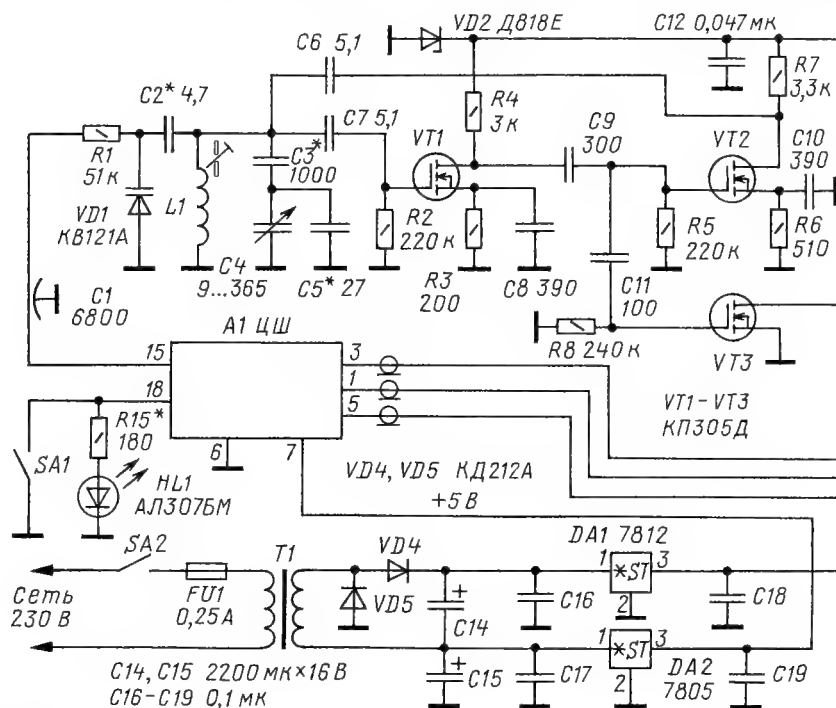 VD2 Д818Е
C12 0,047 мк
C6 5,1
R7
3,3к
C2* 4,7
C7 5,1
R4
3 к
VT1
C9
300
VT2
C10
390
R1
51 к
C3*
1000
VD1
КВ121А
L1
R2
220 к
R5
220 к
R6
510
C4
9...365
C5* 27
R3
200
C8 390
C11
100
C1
6800
A1 ЦШ
R8 240 к
VT3
15
3
18
1
5
6
7
R15*
180
VT1-VT3
КП305Д
SA1
HL1
АЛ307БМ
VD4, VD5 КД212А
+5 В
SA2
T1
VD4
DA1 7812
1
*ST
3
2
FU1
0,25 А
Сеть
230 В
VD5
+
C14
C16
C18
1
*ST
3
2
DA2
7805
+
C15
C17
C19
C14, C15 2200 мк×16 В
C16-C19 0,1 мк